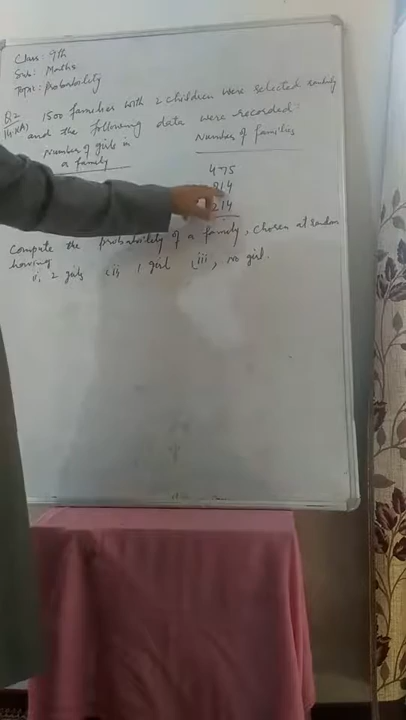 Class: 9th
Sub: Maths
Topic: Probability
Q.2 1500 families with 2 children were selected randomly
and the following data were recorded:
Number of girls in
a family
Number of families
475
814
214
Compute the probability of a family, chosen at random
having
i, 2 girls (ii) 1 girl (iii, no girl.